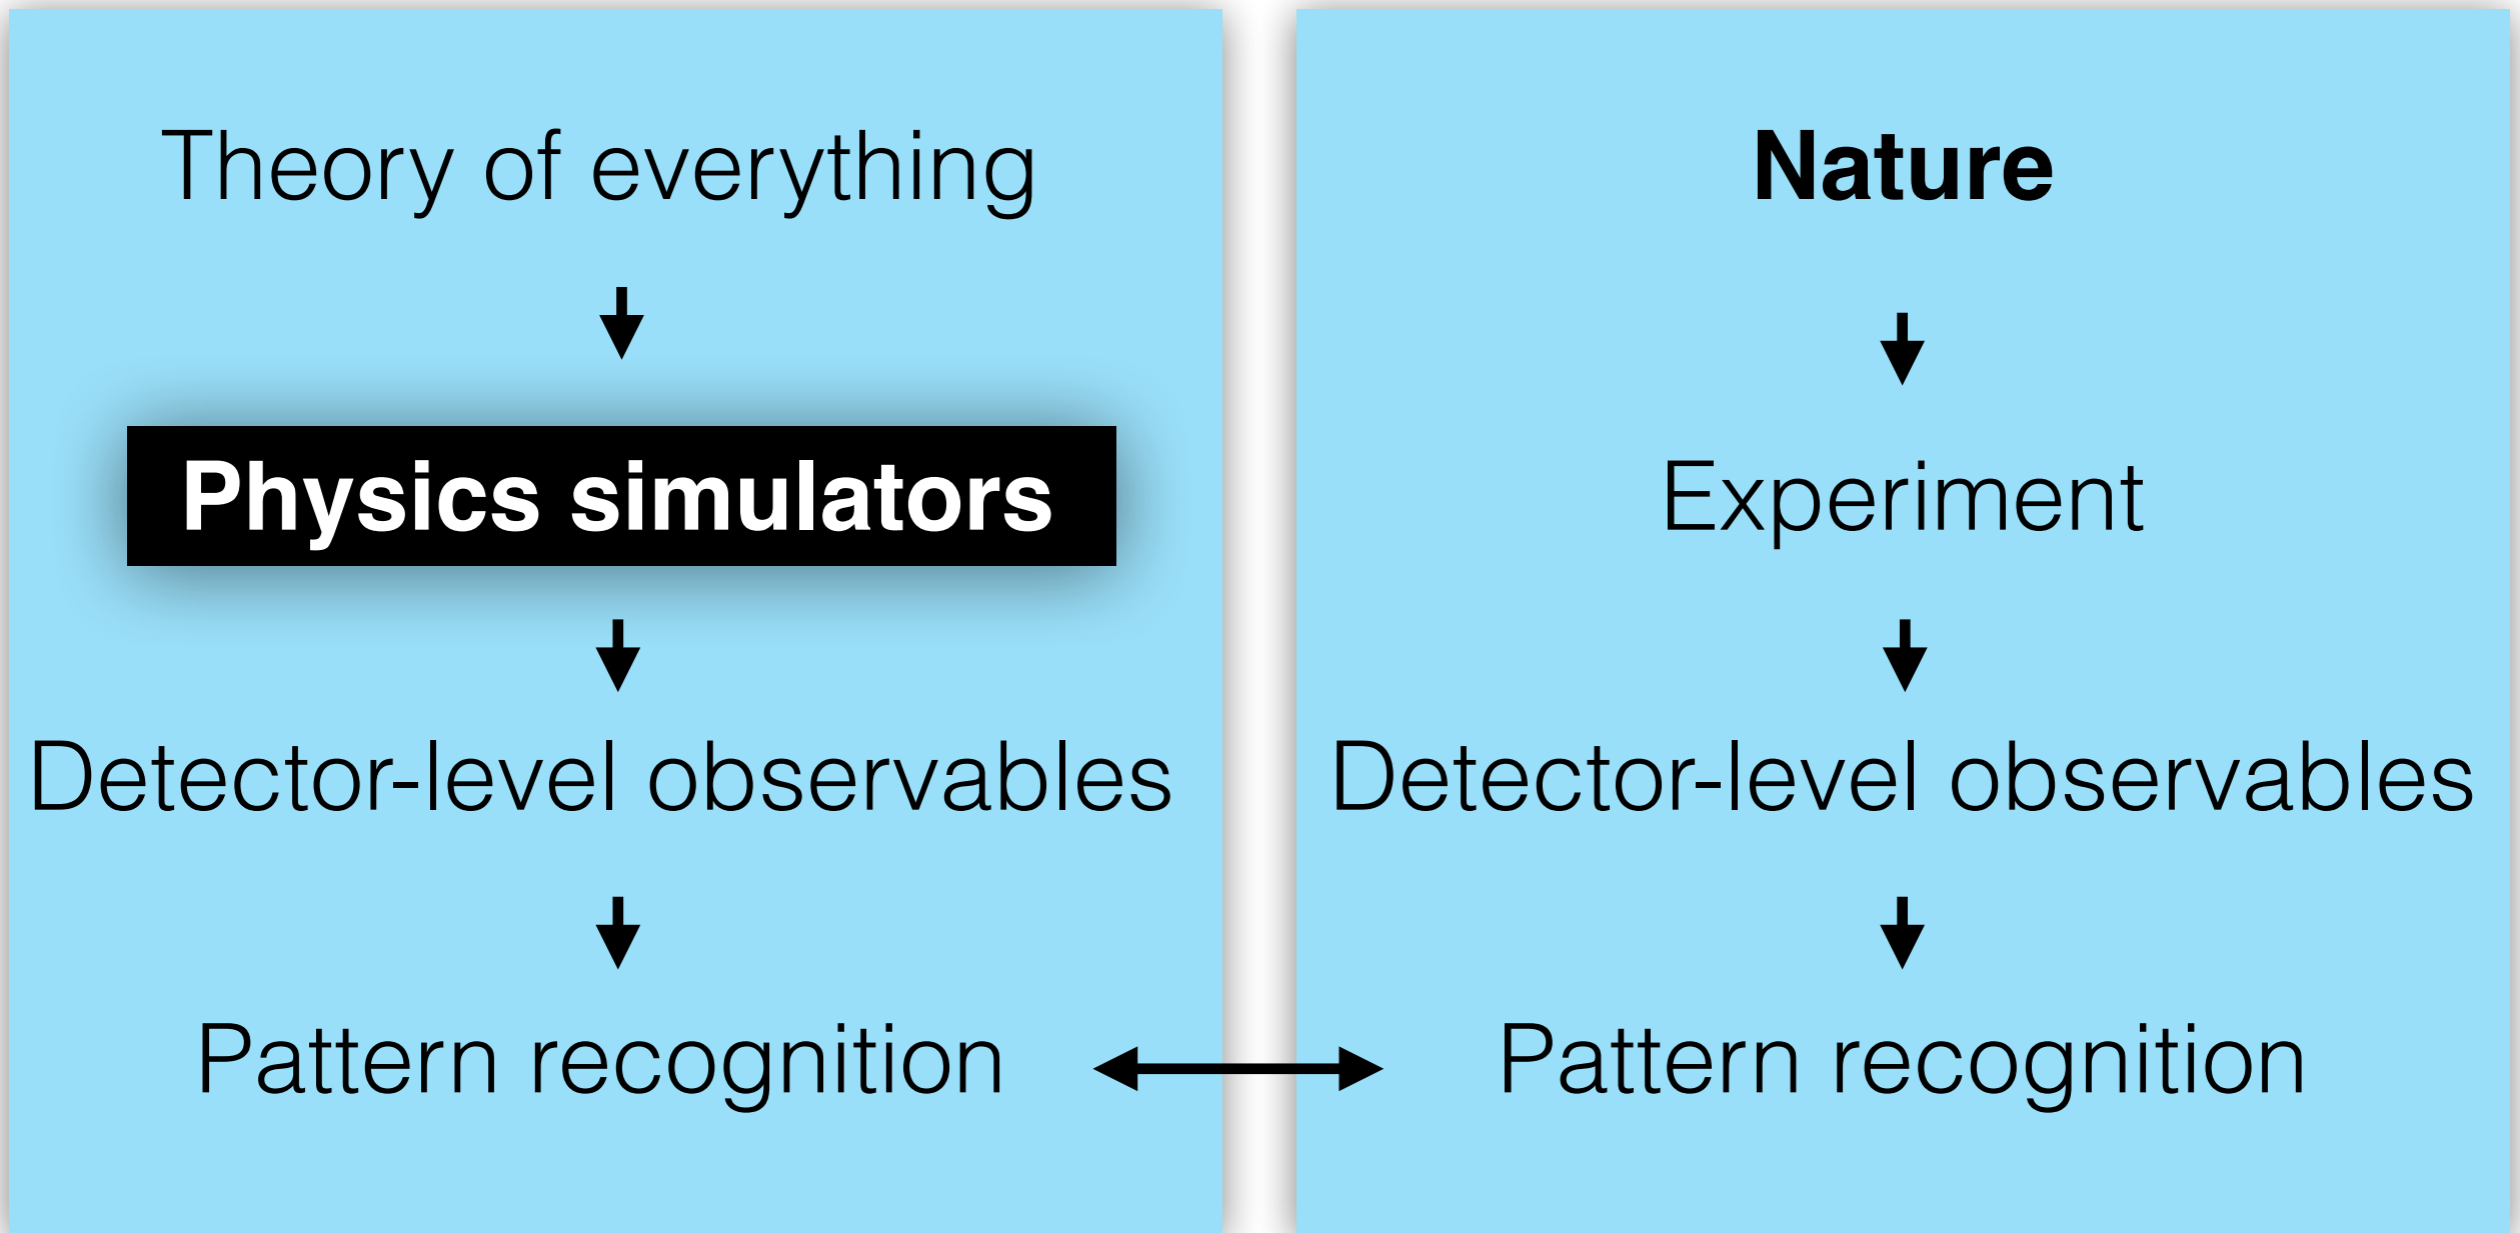 Theory of everything
Physics simulators
Detector-level observables
Pattern recognition
Nature
Experiment
Detector-level observables
Pattern recognition